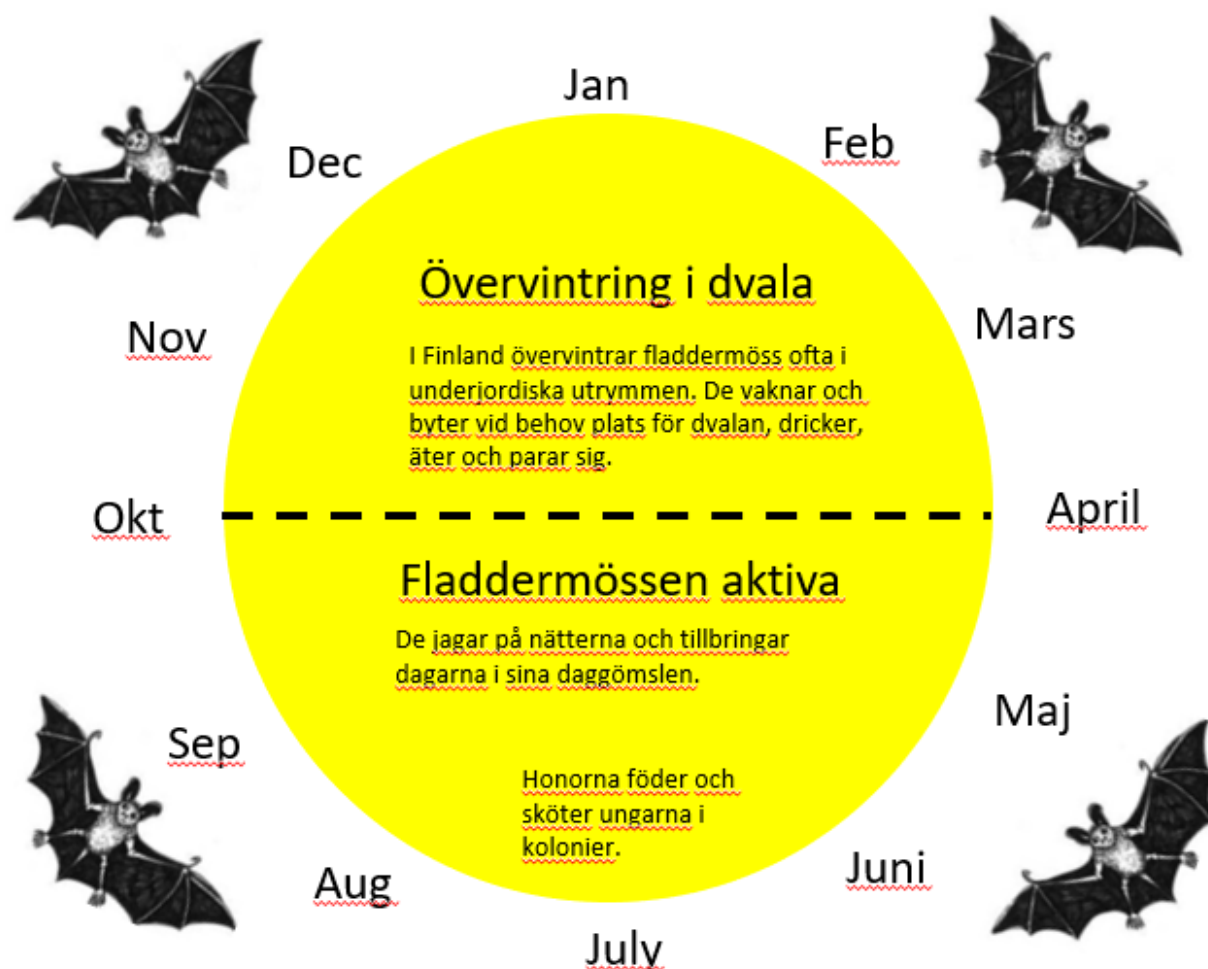 Jan
Dec
Feb
Övervintring i dvala
Nov
Mars
I Finland övervintrar fladdermöss ofta i
underjordiska utrymmen. De vaknar och
byter vid behov plats för dvalan, dricker,
äter och parar sig.
Okt
April
Fladdermössen aktiva
De jagar på nätterna och tillbringar
dagarna i sina daggömslen.
Maj
Sep
Honorna föder och
sköter ungarna i
kolonier.
Juni
Aug
July